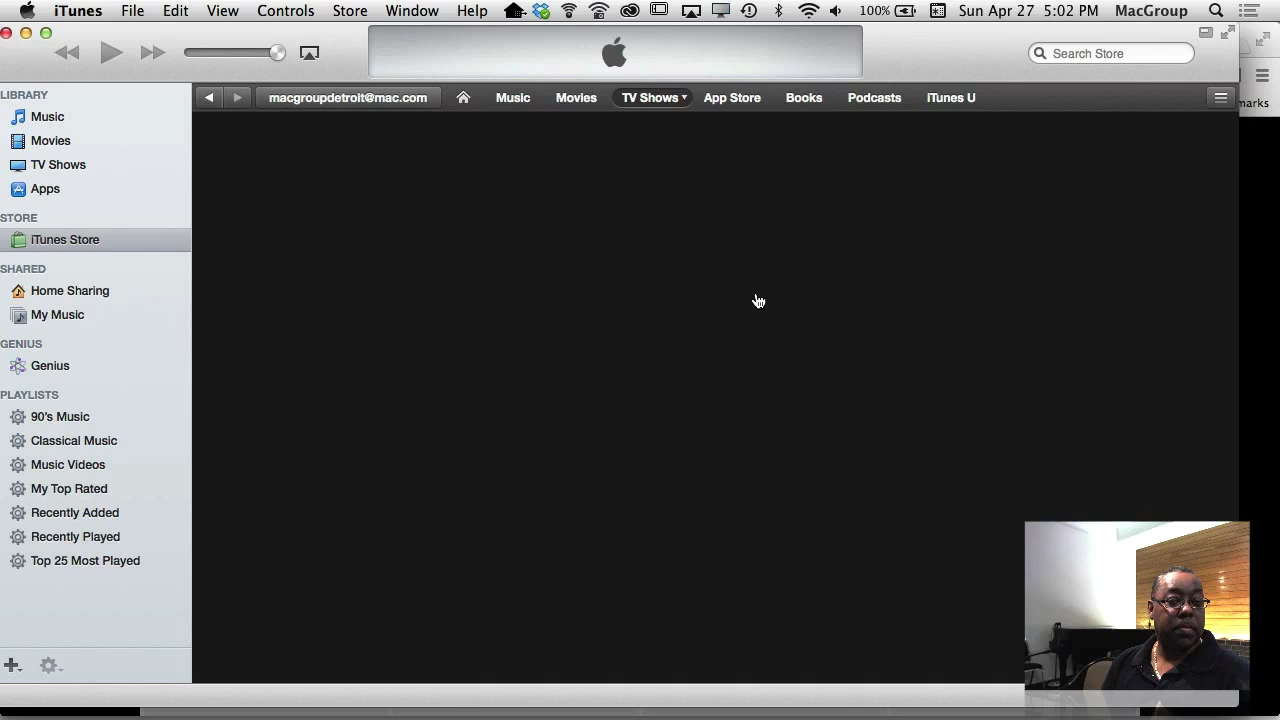 iTunes File Edit View Controls Store Window Help 100% Sun Apr 27 5:02 PM MacGroup
Search Store
LIBRARY
Music
Movies
TV Shows
Apps
STORE
iTunes Store
SHARED
Home Sharing
My Music
GENIUS
Genius
PLAYLISTS
90's Music
Classical Music
Music Videos
My Top Rated
Recently Added
Recently Played
Top 25 Most Played
macgroupdetroit@mac.com Music Movies TV Shows App Store Books Podcasts iTunes U
marks